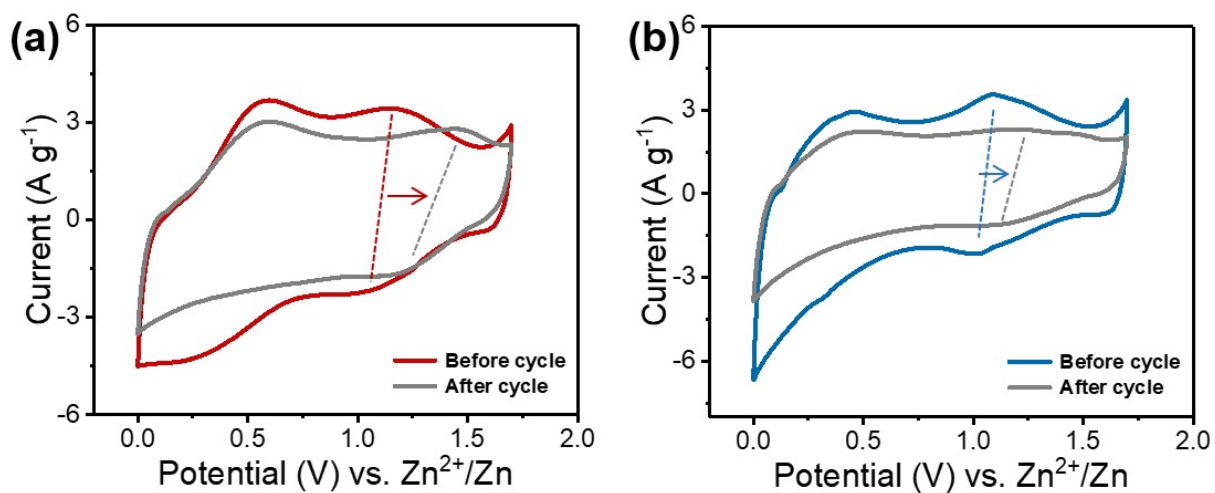 (a)
6
3
0
-3
-6
Current (A g⁻¹)
0.0 0.5 1.0 1.5 2.0
Potential (V) vs. Zn²⁺/Zn
Before cycle
After cycle
(b)
6
3
0
-3
-6
Current (A g⁻¹)
0.0 0.5 1.0 1.5 2.0
Potential (V) vs. Zn²⁺/Zn
Before cycle
After cycle